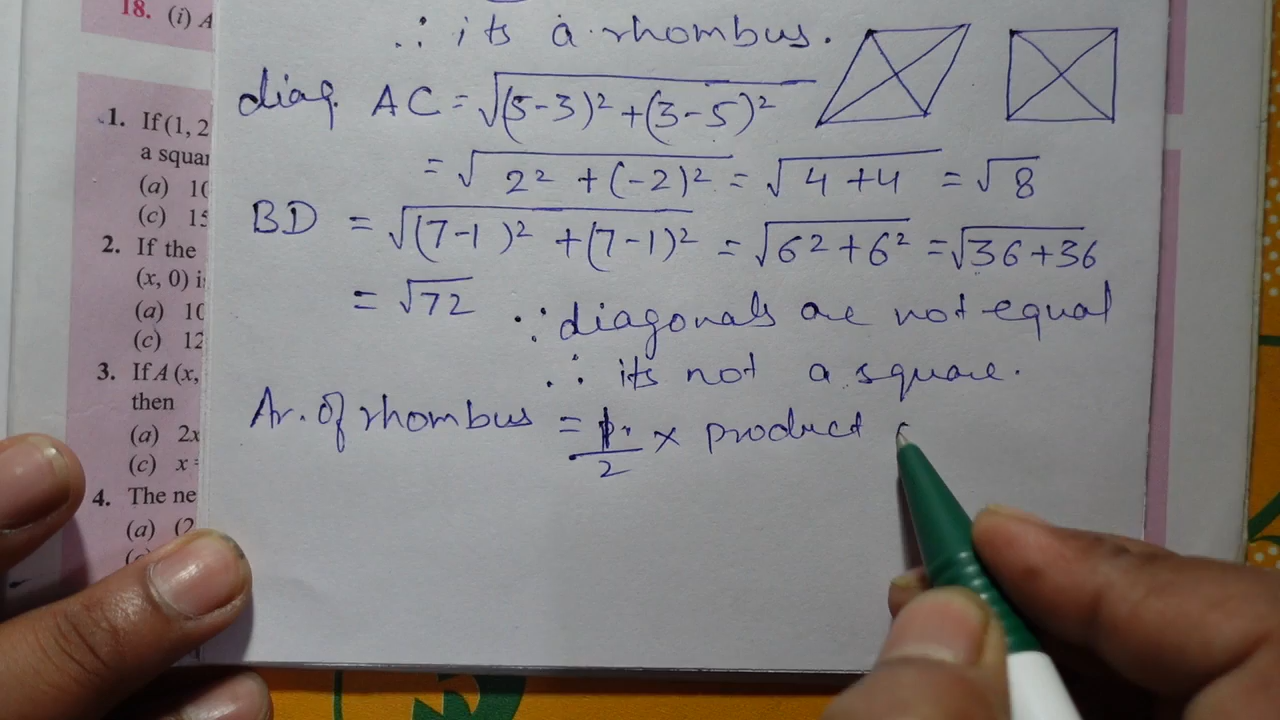 18. (i) A
∴ its a rhombus.
diag. AC = √(5-3)² + (3-5)²
= √2² + (-2)² = √4+4 = √8
BD = √(7-1)² + (7-1)² = √6² + 6² = √36+36
= √72 ∵ diagonals are not equal
∴ its not a square.
Ar. of rhombus = 1/2 × product
1. If (1, 2
a squar
(a) 10
(c) 15
2. If the
(x, 0) i
(a) 10
(c) 12
3. If A (x,
then
(a) 2x
(c) x =
4. The ne
(a) (2